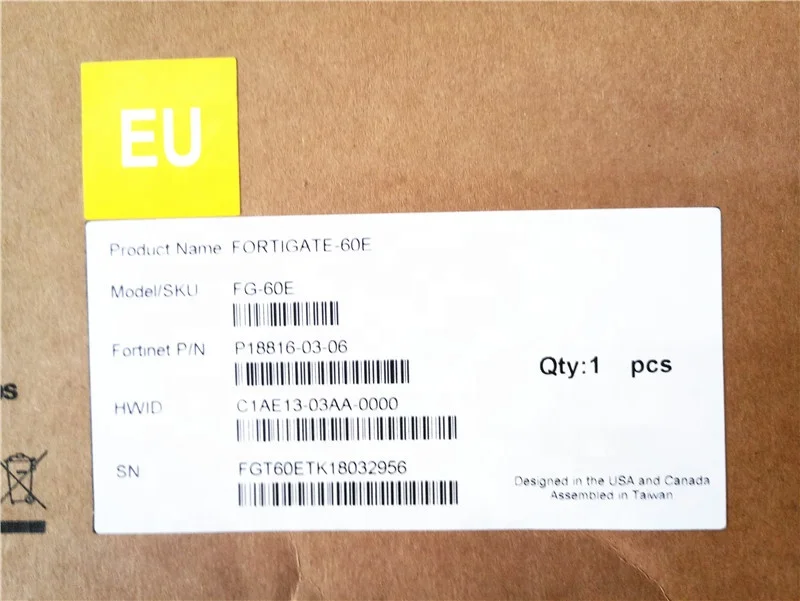 EU
Product Name FORTIGATE-60E
Model/SKU FG-60E
Fortinet P/N P18816-03-06
Qty:1 pcs
HWID C1AE13-03AA-0000
SN FGT60ETK18032956
Designed in the USA and Canada
Assembled in Taiwan